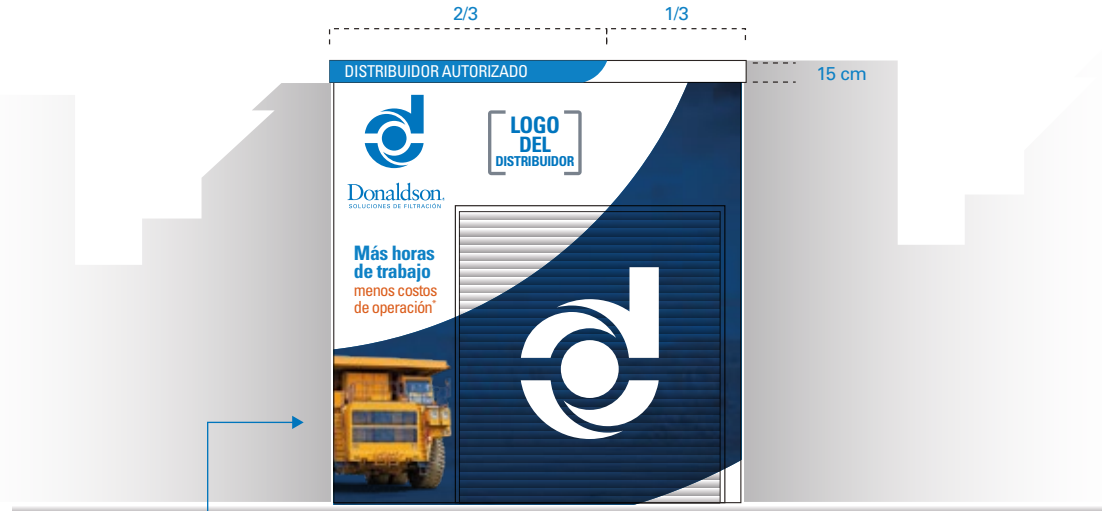 2/3
1/3
DISTRIBUIDOR AUTORIZADO
15 cm
LOGO
DEL
DISTRIBUIDOR
Donaldson®
SOLUCIONES DE FILTRACIÓN
Más horas
de trabajo
menos costos
de operación*